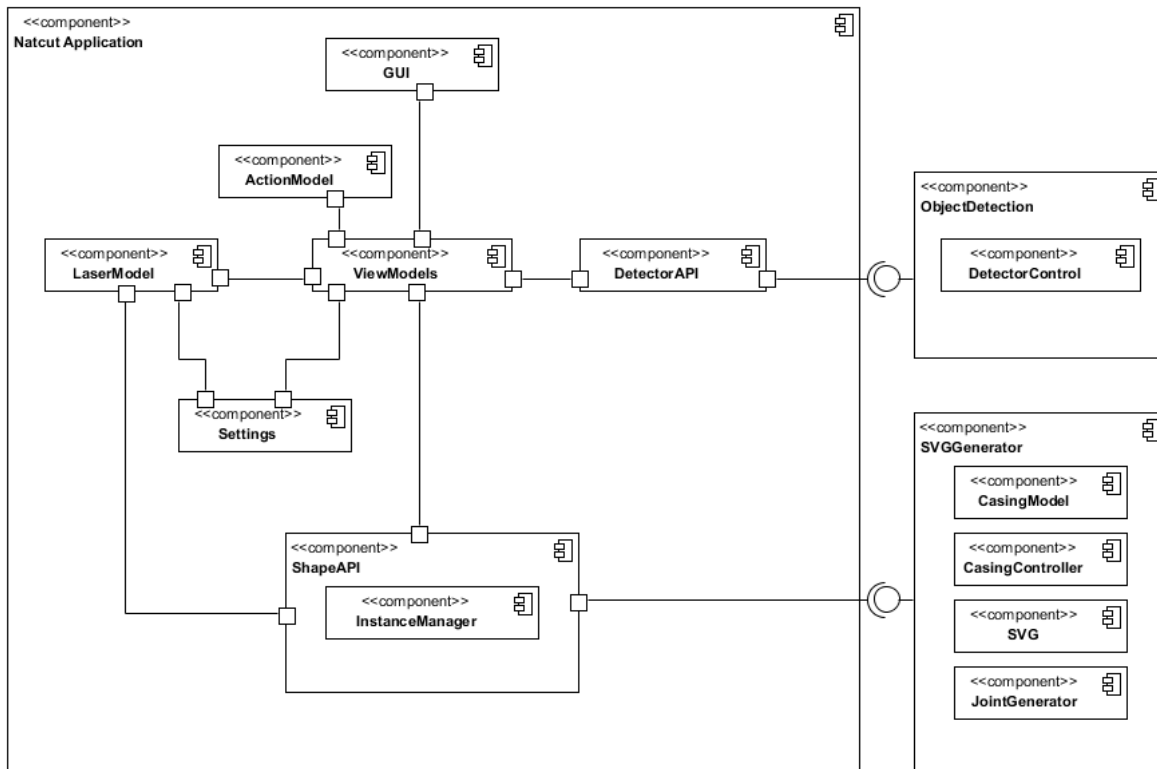 <<component>>
Natcut Application
<<component>>
GUI
<<component>>
ActionModel
<<component>>
LaserModel
<<component>>
ViewModels
<<component>>
DetectorAPI
<<component>>
ObjectDetection
<<component>>
DetectorControl
<<component>>
Settings
<<component>>
SVGGenerator
<<component>>
CasingModel
<<component>>
CasingController
<<component>>
SVG
<<component>>
JointGenerator
<<component>>
ShapeAPI
<<component>>
InstanceManager